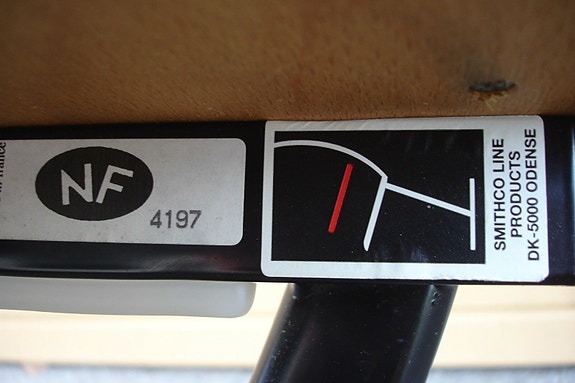 NF
4197
SMITHCO LINE
PRODUCTS
DK-5000 ODENSE